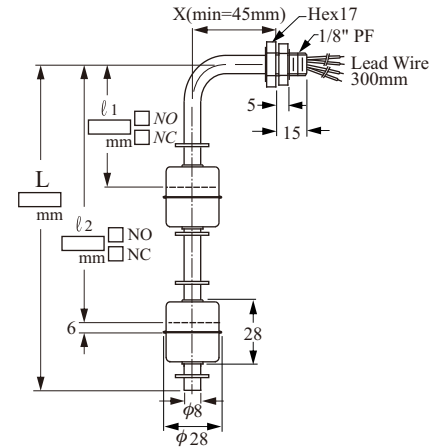 X(min=45mm)
Hex17
1/8" PF
Lead Wire
300mm
5
15
ℓ1
mm
NO
NC
L
mm
ℓ2
mm
NO
NC
6
28
ϕ8
ϕ28